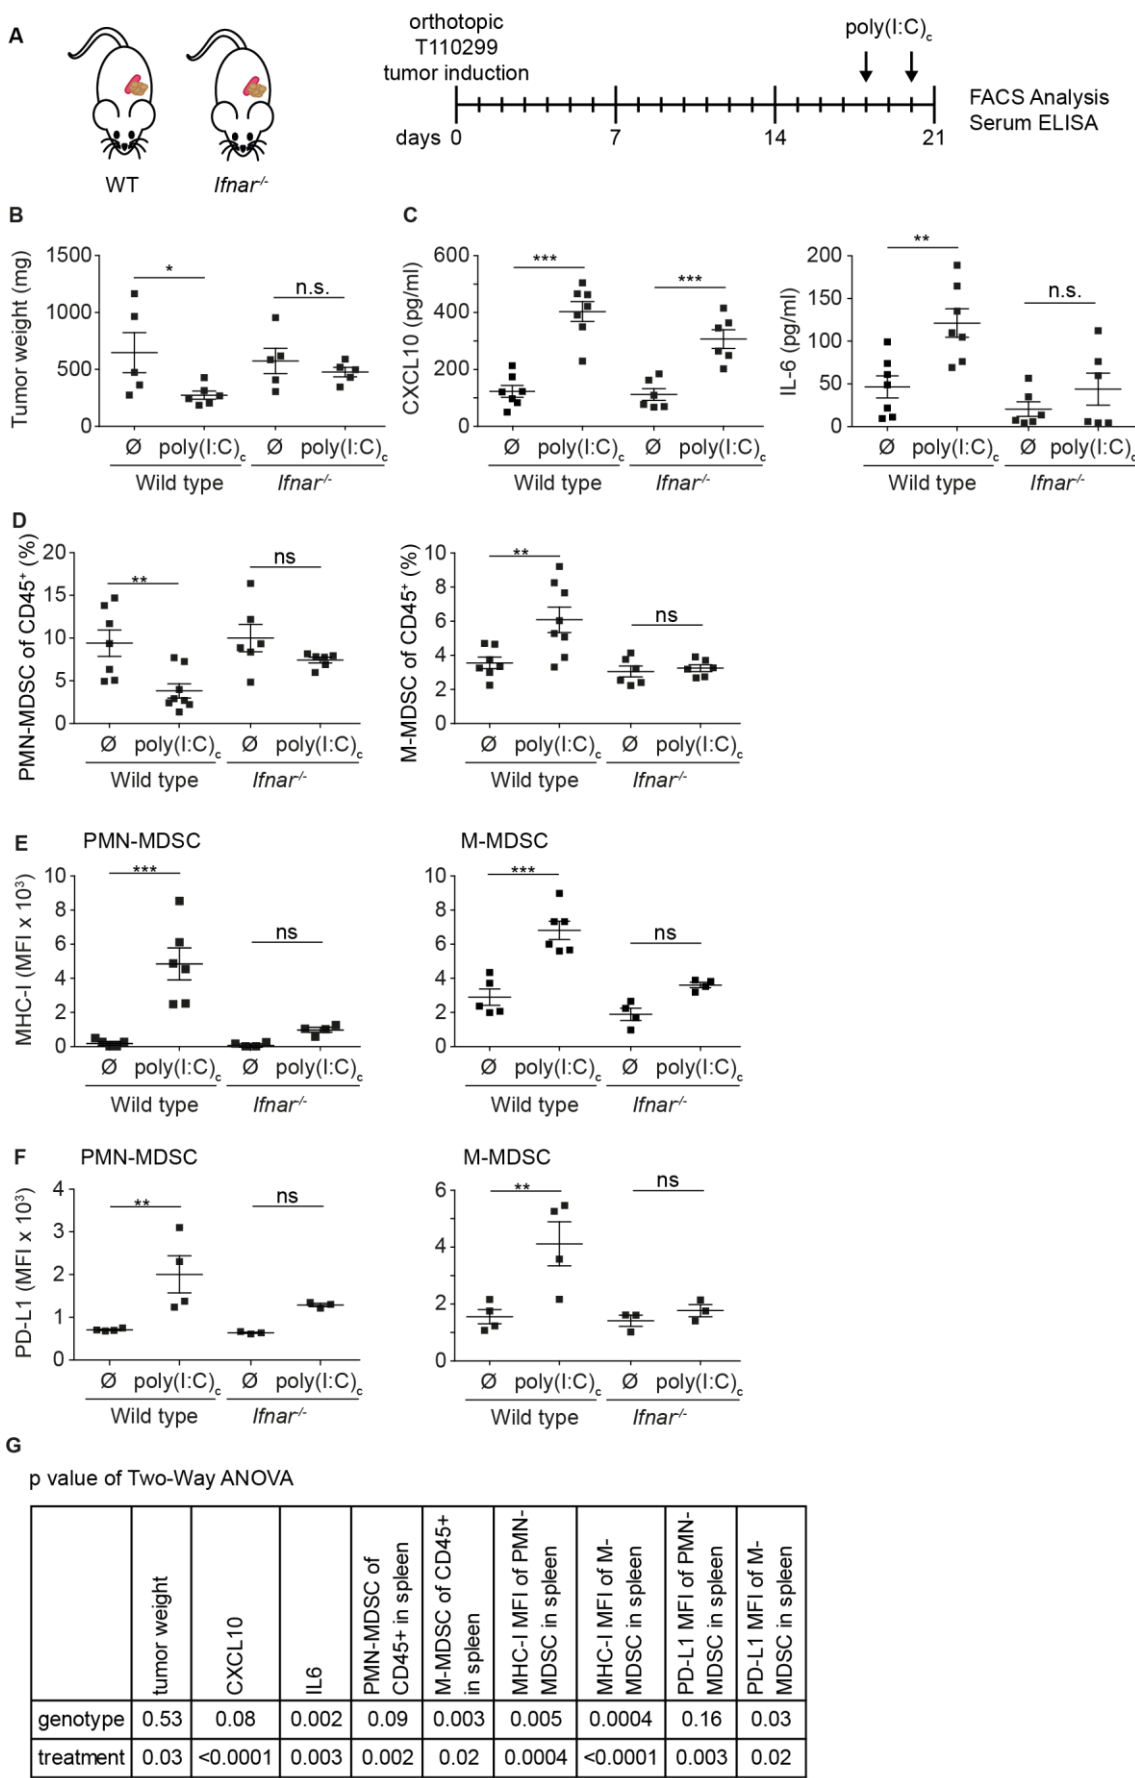 A
WT
Ifnar-/-
orthotopic
T110299
tumor induction
poly(I:C)c
days 0 7 14 21
FACS Analysis
Serum ELISA
B
Tumor weight (mg)
1500
1000
500
0
*
n.s.
Ø poly(I:C)c Ø poly(I:C)c
Wild type Ifnar-/-
C
CXCL10 (pg/ml)
600
400
200
0
***
***
Ø poly(I:C)c Ø poly(I:C)c
Wild type Ifnar-/-
IL-6 (pg/ml)
200
150
100
50
0
**
n.s.
Ø poly(I:C)c Ø poly(I:C)c
Wild type Ifnar-/-
D
PMN-MDSC of CD45+ (%)
20
15
10
5
0
**
ns
Ø poly(I:C)c Ø poly(I:C)c
Wild type Ifnar-/-
M-MDSC of CD45+ (%)
10
8
6
4
2
0
**
ns
Ø poly(I:C)c Ø poly(I:C)c
Wild type Ifnar-/-
E
PMN-MDSC
MHC-I (MFI x 10³)
10
8
6
4
2
0
***
ns
Ø poly(I:C)c Ø poly(I:C)c
Wild type Ifnar-/-
M-MDSC
10
8
6
4
2
0
***
ns
Ø poly(I:C)c Ø poly(I:C)c
Wild type Ifnar-/-
F
PMN-MDSC
PD-L1 (MFI x 10³)
4
3
2
1
0
**
ns
Ø poly(I:C)c Ø poly(I:C)c
Wild type Ifnar-/-
M-MDSC
6
4
2
0
**
ns
Ø poly(I:C)c Ø poly(I:C)c
Wild type Ifnar-/-
G
p value of Two-Way ANOVA
tumor weight
CXCL10
IL6
PMN-MDSC of
CD45+ in spleen
M-MDSC of CD45+
in spleen
MHC-I MFI of PMN-
MDSC in spleen
MHC-I MFI of M-
MDSC in spleen
PD-L1 MFI of PMN-
MDSC in spleen
PD-L1 MFI of M-
MDSC in spleen
genotype 0.53 0.08 0.002 0.09 0.003 0.005 0.0004 0.16 0.03
treatment 0.03 <0.0001 0.003 0.002 0.02 0.0004 <0.0001 0.003 0.02